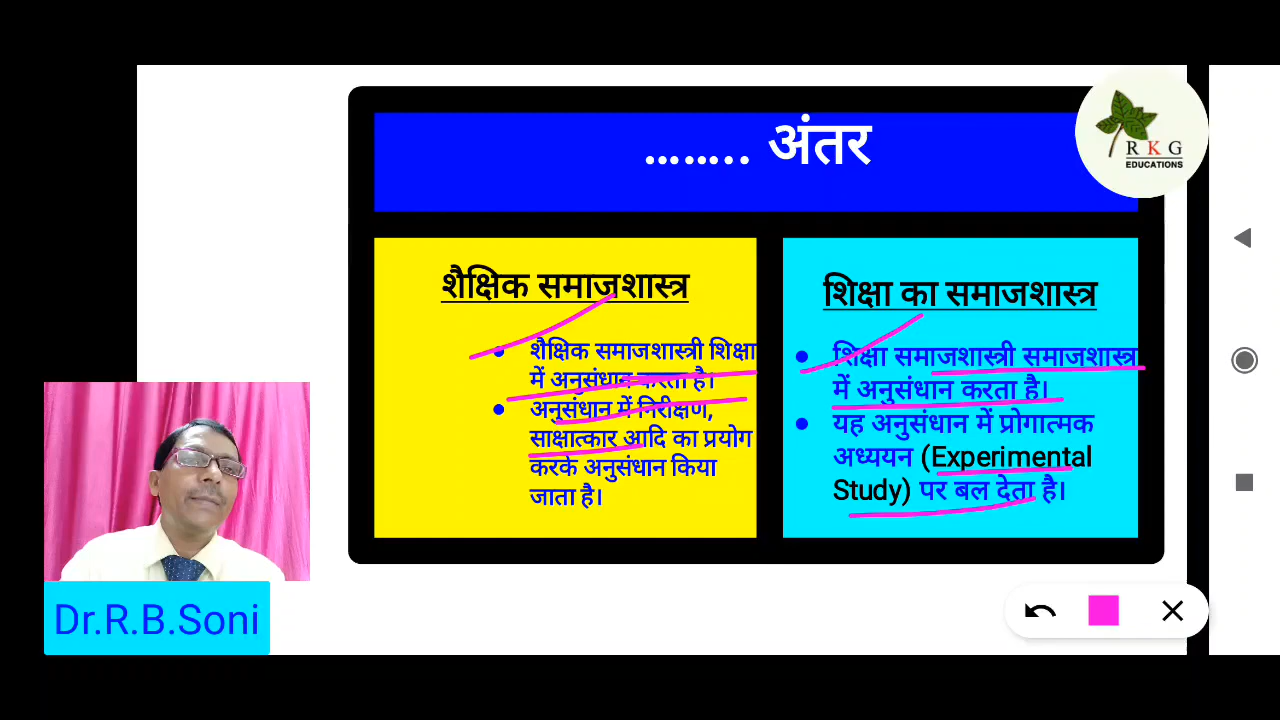 ........ अंतर
R K G
EDUCATIONS
शैक्षिक समाजशास्त्र
शैक्षिक समाजशास्त्री शिक्षा
में अनुसंधान करता है।
अनुसंधान में निरीक्षण,
साक्षात्कार आदि का प्रयोग
करके अनुसंधान किया
जाता है।
शिक्षा का समाजशास्त्र
शिक्षा समाजशास्त्री समाजशास्त्र
में अनुसंधान करता है।
यह अनुसंधान में प्रोगात्मक
अध्ययन (Experimental
Study) पर बल देता है।
Dr.R.B.Soni